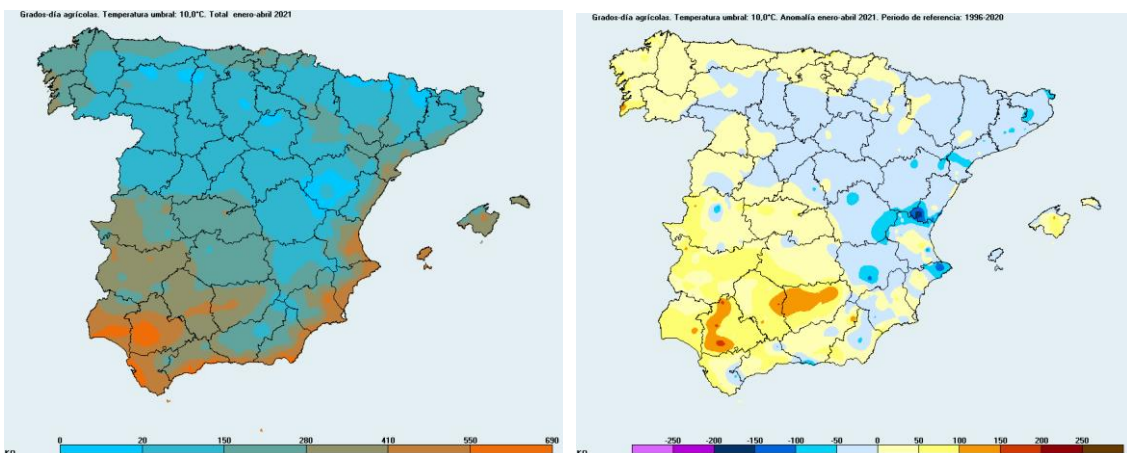 Grados-día agrícolas. Temperatura umbral: 10,0°C. Total enero-abril 2021
0 20 150 280 410 550 690
Grados-día agrícolas. Temperatura umbral: 10,0°C. Anomalía enero-abril 2021. Periodo de referencia: 1996-2020
-250 -200 -150 -100 -50 0 50 100 150 200 250